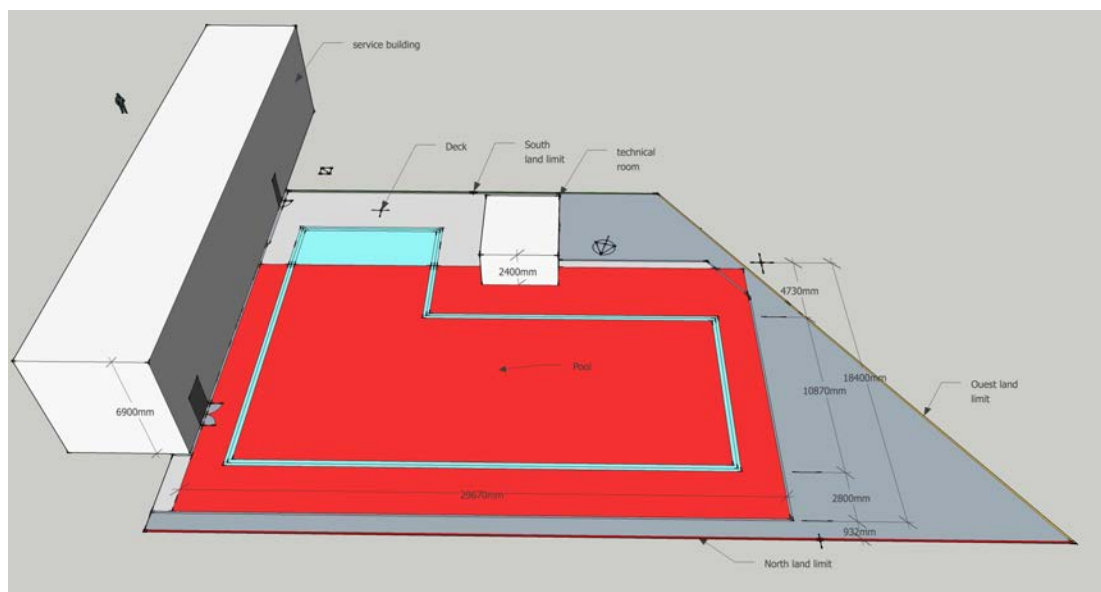 service building
Deck
South
land limit
technical
room
2400mm
4730mm
18400mm
10870mm
Pool
Ouest land
limit
6900mm
29670mm
2800mm
932mm
North land limit